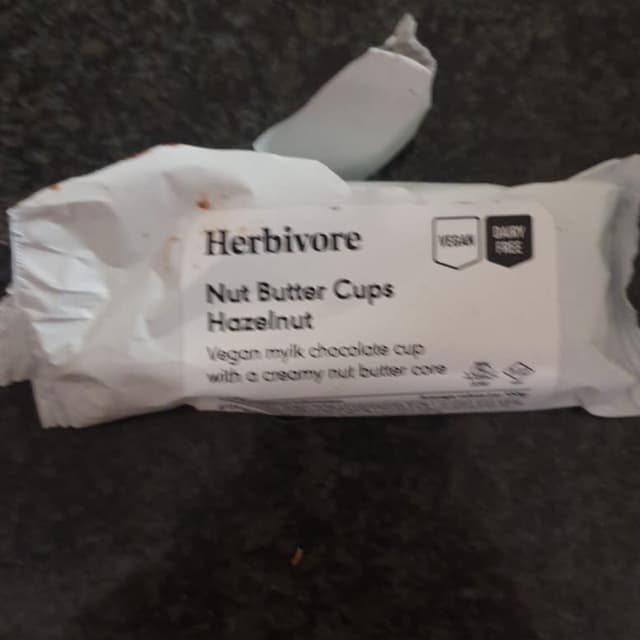 Herbivore
VEGAN
DAIRY
FREE
Nut Butter Cups
Hazelnut
Vegan mylk chocolate cup
with a creamy nut butter core